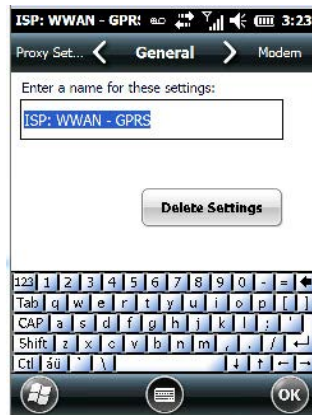 ISP: WWAN - GPR: 3:23
Proxy Set... General Modem
Enter a name for these settings:
ISP: WWAN - GPRS
Delete Settings
123 1 2 3 4 5 6 7 8 9 0 - =
Tab q w e r t y u i o p [ ]
CAP a s d f g h j k l ; '
Shift z x c v b n m , . /
Ctl áü ` \
OK